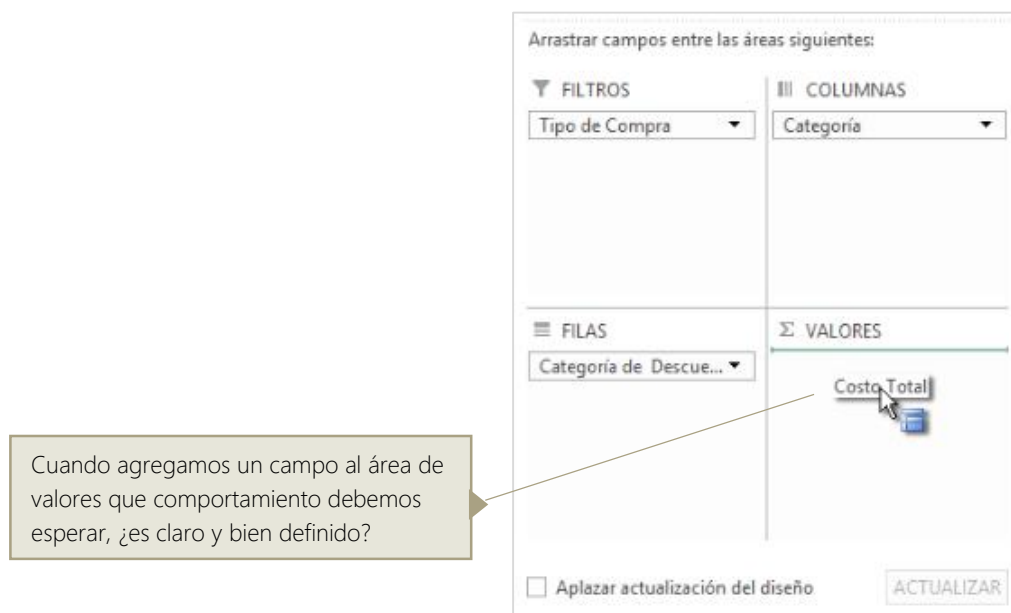 Arrastrar campos entre las áreas siguientes:
FILTROS
COLUMNAS
Tipo de Compra
Categoría
FILAS
Σ VALORES
Categoría de Descue...
Costo Total
Cuando agregamos un campo al área de
valores que comportamiento debemos
esperar, ¿es claro y bien definido?
Aplazar actualización del diseño
ACTUALIZAR